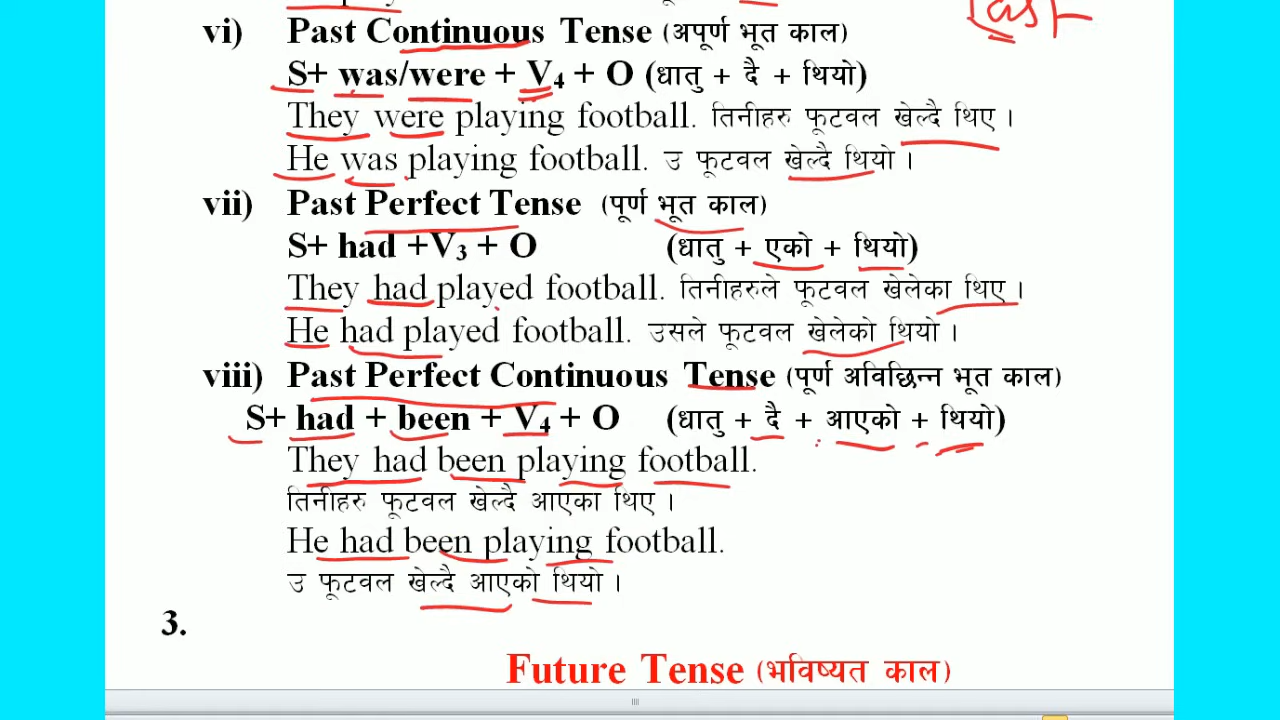 vi) Past Continuous Tense (अपूर्ण भूत काल)
S+ was/were + V₄ + O (धातु + दै + थियो)
They were playing football. तिनीहरु फूटवल खेल्दै थिए ।
He was playing football. उ फूटवल खेल्दै थियो ।
vii) Past Perfect Tense (पूर्ण भूत काल)
S+ had +V₃ + O (धातु + एको + थियो)
They had played football. तिनीहरुले फूटवल खेलेका थिए ।
He had played football. उसले फूटवल खेलेको थियो ।
viii) Past Perfect Continuous Tense (पूर्ण अविछिन्न भूत काल)
S+ had + been + V₄ + O (धातु + दै + आएको + थियो)
They had been playing football.
तिनीहरु फूटवल खेल्दै आएका थिए ।
He had been playing football.
उ फूटवल खेल्दै आएको थियो ।
3.
Future Tense (भविष्यत काल)